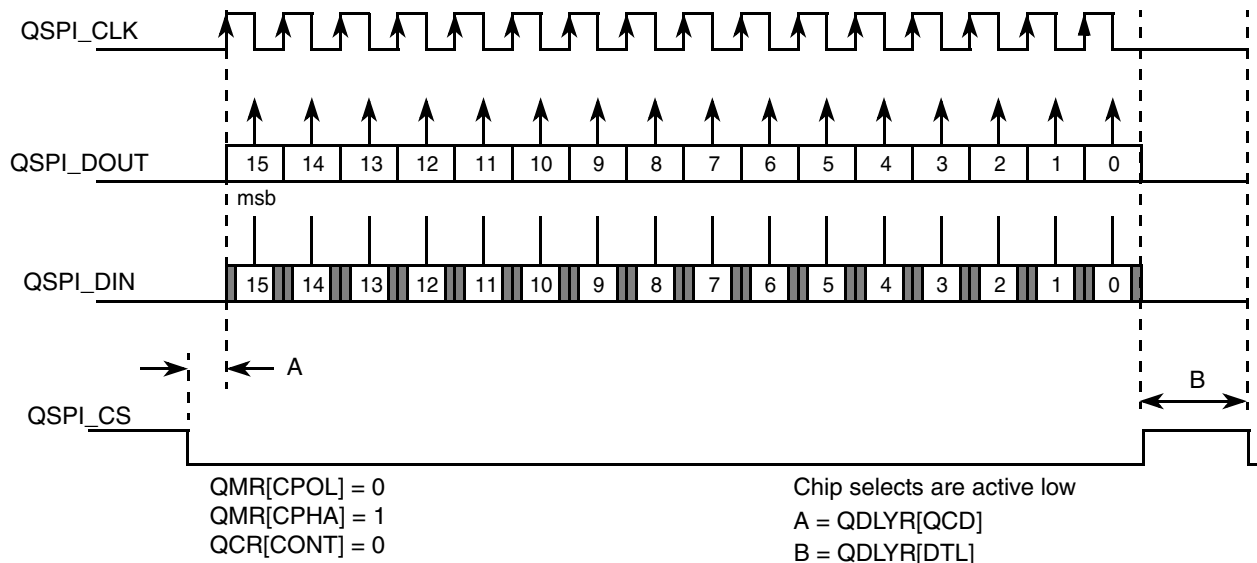 QSPI_CLK
QSPI_DOUT
15 14 13 12 11 10 9 8 7 6 5 4 3 2 1 0
msb
QSPI_DIN
15 14 13 12 11 10 9 8 7 6 5 4 3 2 1 0
A
B
QSPI_CS
QMR[CPOL] = 0
QMR[CPHA] = 1
QCR[CONT] = 0
Chip selects are active low
A = QDLYR[QCD]
B = QDLYR[DTL]